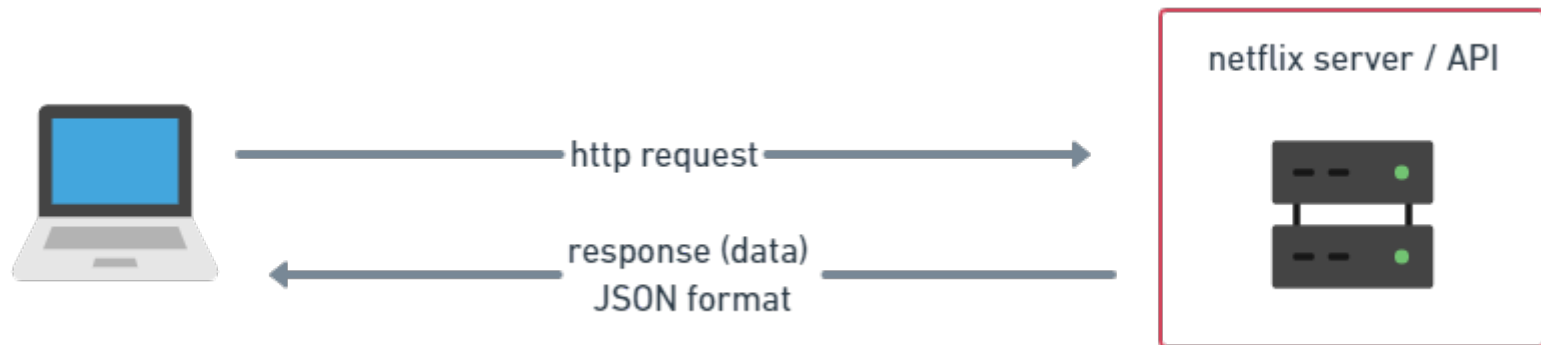 netflix server / API
http request
response (data)
JSON format